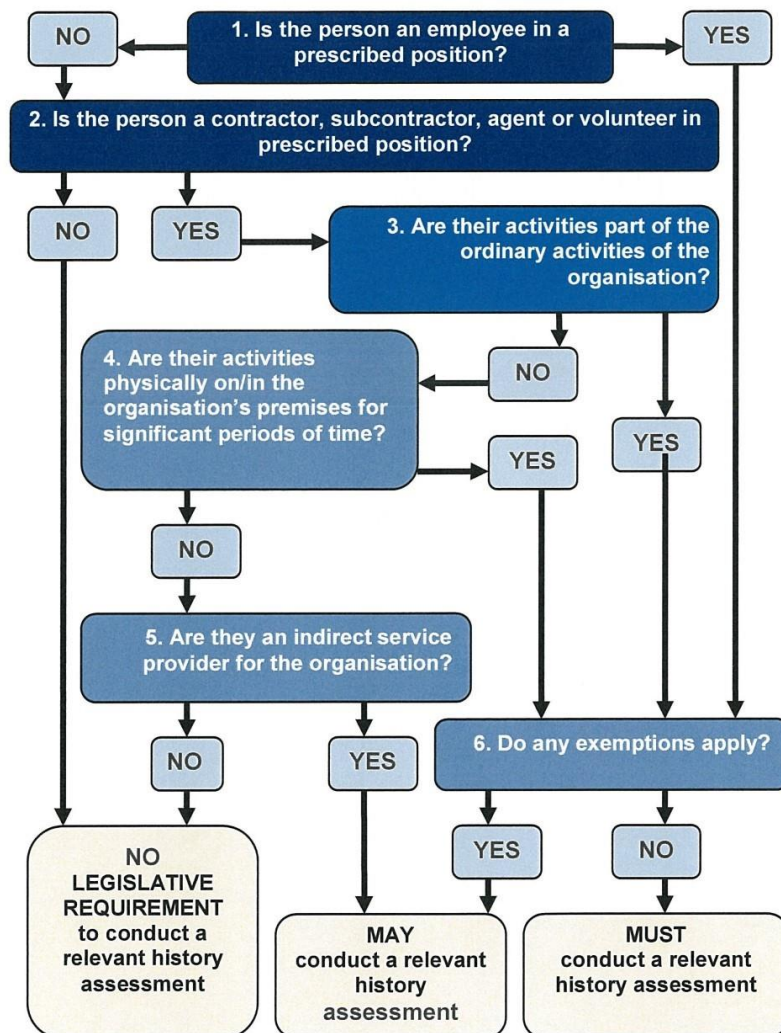 NO
1. Is the person an employee in a
prescribed position?
YES
2. Is the person a contractor, subcontractor, agent or volunteer in
prescribed position?
NO
YES
3. Are their activities part of the
ordinary activities of the
organisation?
4. Are their activities
physically on/in the
organisation's premises for
significant periods of time?
NO
YES
YES
NO
5. Are they an indirect service
provider for the organisation?
NO
YES
6. Do any exemptions apply?
YES
NO
NO
LEGISLATIVE
REQUIREMENT
to conduct a
relevant history
assessment
MAY
conduct a relevant
history
assessment
MUST
conduct a relevant
history assessment